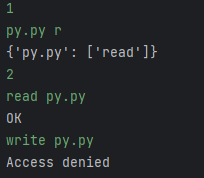 1
py.py r
{'py.py': ['read']}
2
read py.py
OK
write py.py
Access denied